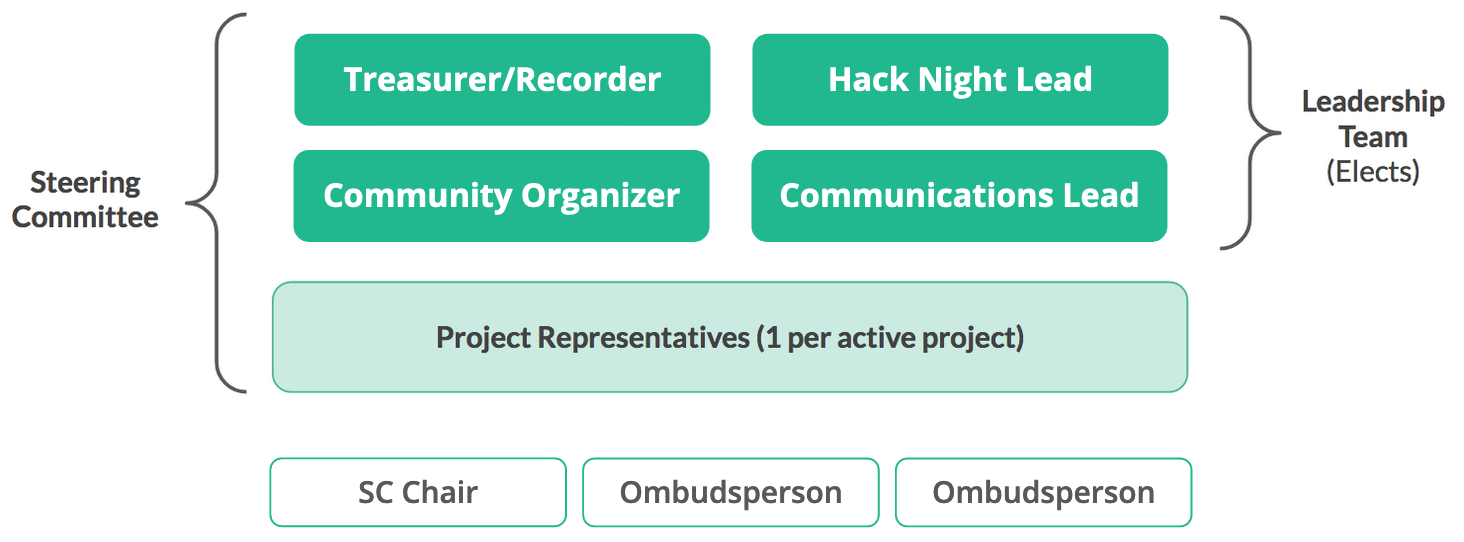 Treasurer/Recorder
Hack Night Lead
Community Organizer
Communications Lead
Steering
Committee
Leadership
Team
(Elects)
Project Representatives (1 per active project)
SC Chair
Ombudsperson
Ombudsperson